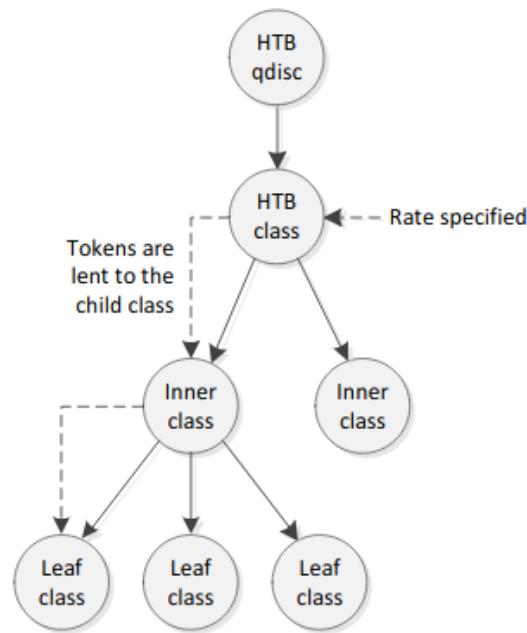 HTB
qdisc
HTB
class
Rate specified
Tokens are
lent to the
child class
Inner
class
Inner
class
Leaf
class
Leaf
class
Leaf
class